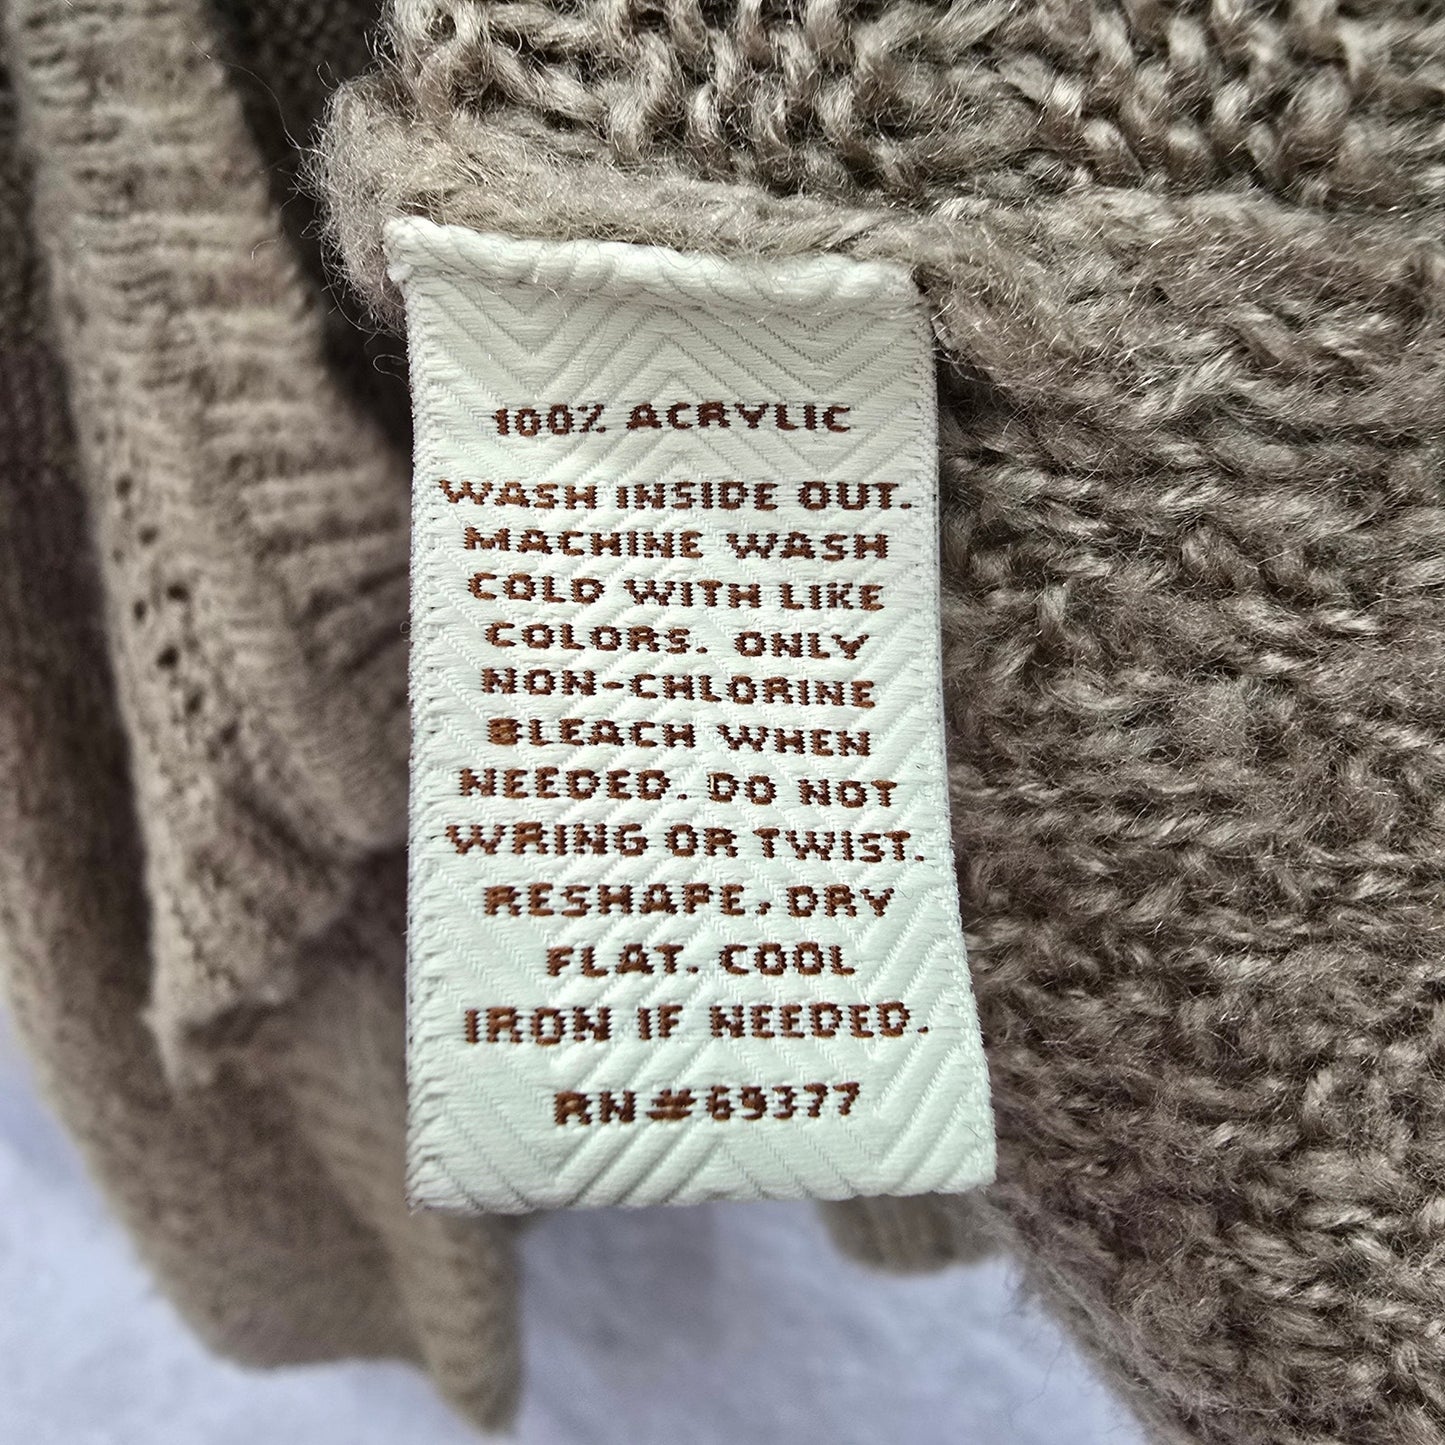 100% ACRYLIC
WASH INSIDE OUT.
MACHINE WASH
COLD WITH LIKE
COLORS. ONLY
NON-CHLORINE
BLEACH WHEN
NEEDED. DO NOT
WRING OR TWIST.
RESHAPE, DRY
FLAT. COOL
IRON IF NEEDED.
RN#69377